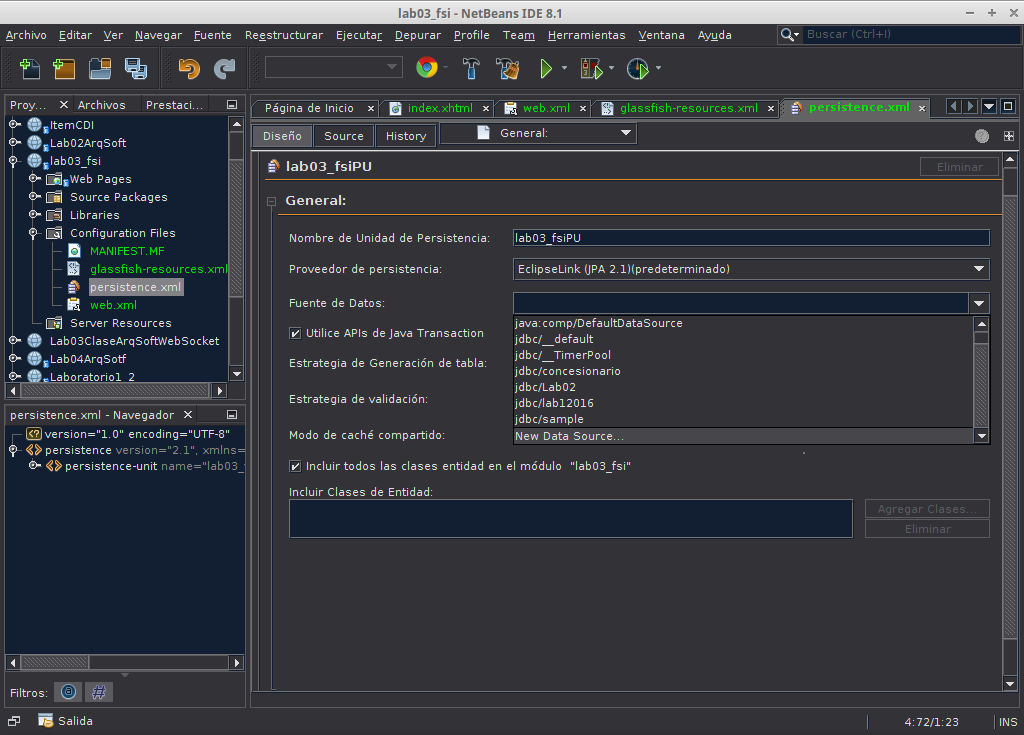 lab03_fsi - NetBeans IDE 8.1
Archivo Editar Ver Navegar Fuente Reestructurar Ejecutar Depurar Profile Team Herramientas Ventana Ayuda
Buscar (Ctrl+I)
Proy... Archivos Prestaci...
ItemCDI
Lab02ArqSoft
lab03_fsi
Web Pages
Source Packages
Libraries
Configuration Files
MANIFEST.MF
glassfish-resources.xml
persistence.xml
web.xml
Server Resources
Lab03ClaseArqSoftWebSocket
Lab04ArqSotf
Laboratorio1_2
persistence.xml - Navegador
version="1.0" encoding="UTF-8"
persistence version="2.1", xmlns=
persistence-unit name="lab03_
Filtros:
Salida
Página de Inicio index.xhtml web.xml glassfish-resources.xml persistence.xml
Diseño Source History General:
lab03_fsiPU Eliminar
General:
Nombre de Unidad de Persistencia: lab03_fsiPU
Proveedor de persistencia: EclipseLink (JPA 2.1)(predeterminado)
Fuente de Datos:
java:comp/DefaultDataSource
jdbc/__default
jdbc/__TimerPool
jdbc/concesionario
jdbc/Lab02
jdbc/lab12016
jdbc/sample
New Data Source...
Utilice APIs de Java Transaction
Estrategia de Generación de tabla:
Estrategia de validación:
Modo de caché compartido:
Incluir todos las clases entidad en el módulo "lab03_fsi"
Incluir Clases de Entidad:
Agregar Clases...
Eliminar
4:72/1:23 INS